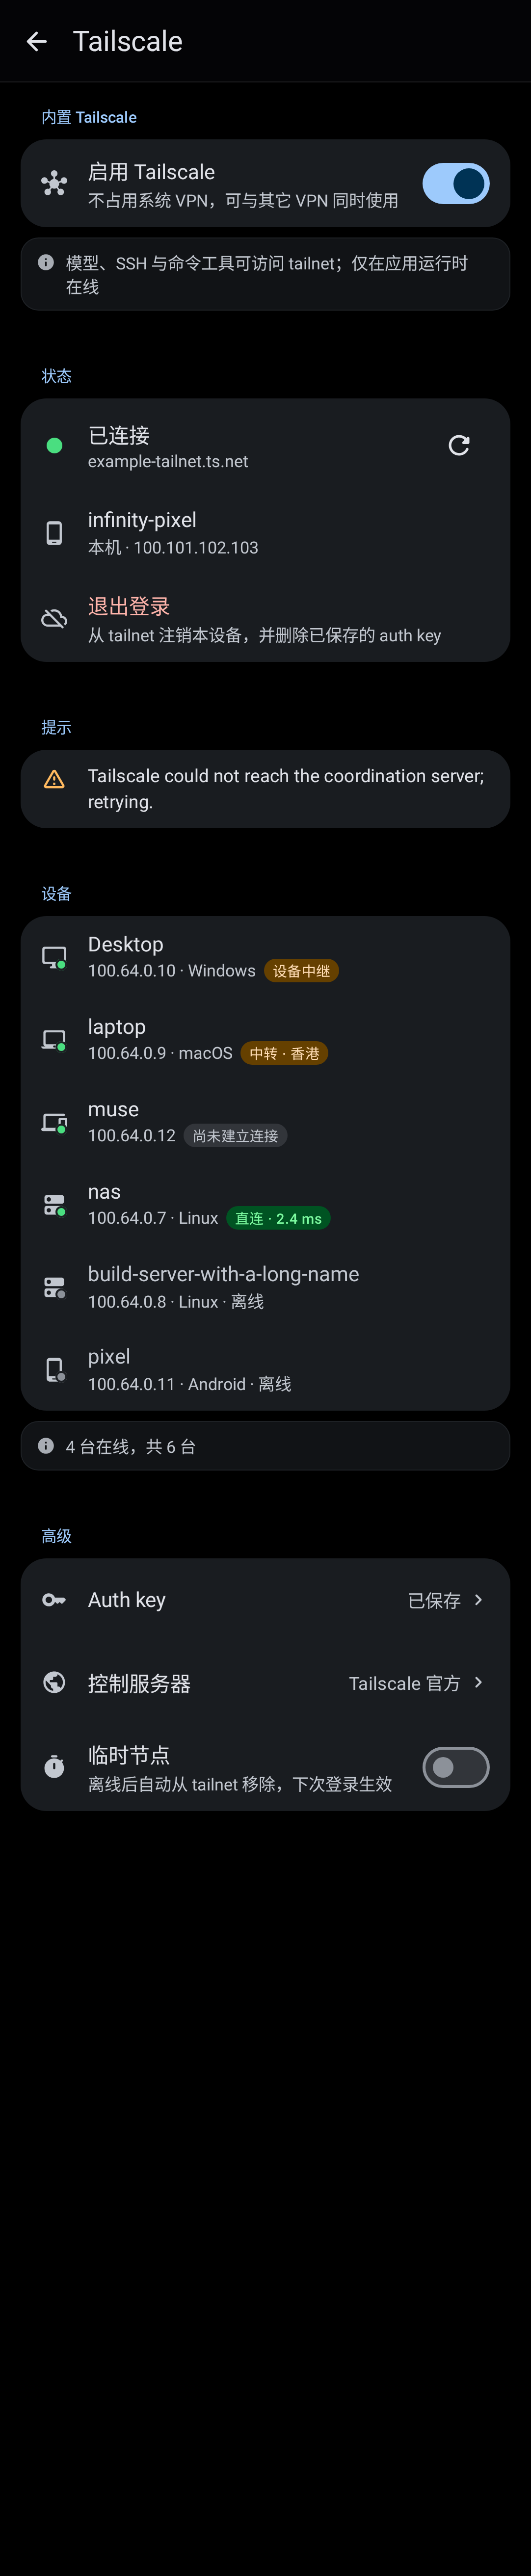 Tailscale
内置 Tailscale
启用 Tailscale
不占用系统 VPN，可与其它 VPN 同时使用
模型、SSH 与命令工具可访问 tailnet；仅在应用运行时
在线
状态
已连接
example-tailnet.ts.net
infinity-pixel
本机 · 100.101.102.103
退出登录
从 tailnet 注销本设备，并删除已保存的 auth key
提示
Tailscale could not reach the coordination server;
retrying.
设备
Desktop
100.64.0.10 · Windows 设备中继
laptop
100.64.0.9 · macOS 中转 · 香港
muse
100.64.0.12 尚未建立连接
nas
100.64.0.7 · Linux 直连 · 2.4 ms
build-server-with-a-long-name
100.64.0.8 · Linux · 离线
pixel
100.64.0.11 · Android · 离线
4 台在线，共 6 台
高级
Auth key 已保存
控制服务器 Tailscale 官方
临时节点
离线后自动从 tailnet 移除，下次登录生效